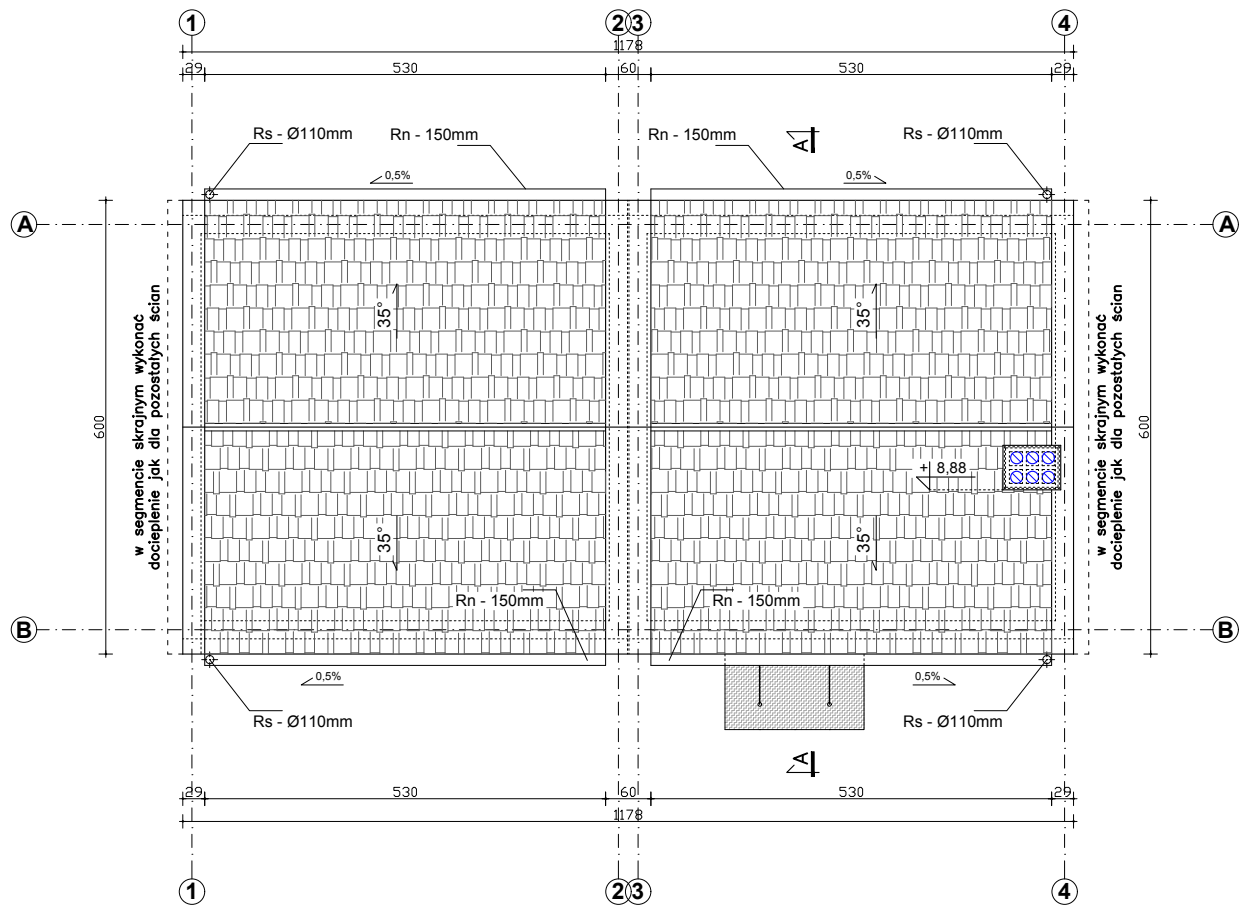 1 2 3 4
1178
29 530 60 530 29
Rs - Ø110mm Rn - 150mm Rn - 150mm A Rs - Ø110mm
0,5% 0,5%
A A
35° 35°
w segmencie skrajnym wykonać
docieplenie jak dla pozostałych ścian
w segmencie skrajnym wykonać
docieplenie jak dla pozostałych ścian
600 600
+ 8,88
35° 35°
Rn - 150mm Rn - 150mm
B B
0,5% 0,5%
Rs - Ø110mm Rs - Ø110mm
A
29 530 60 530 29
1178
1 2 3 4